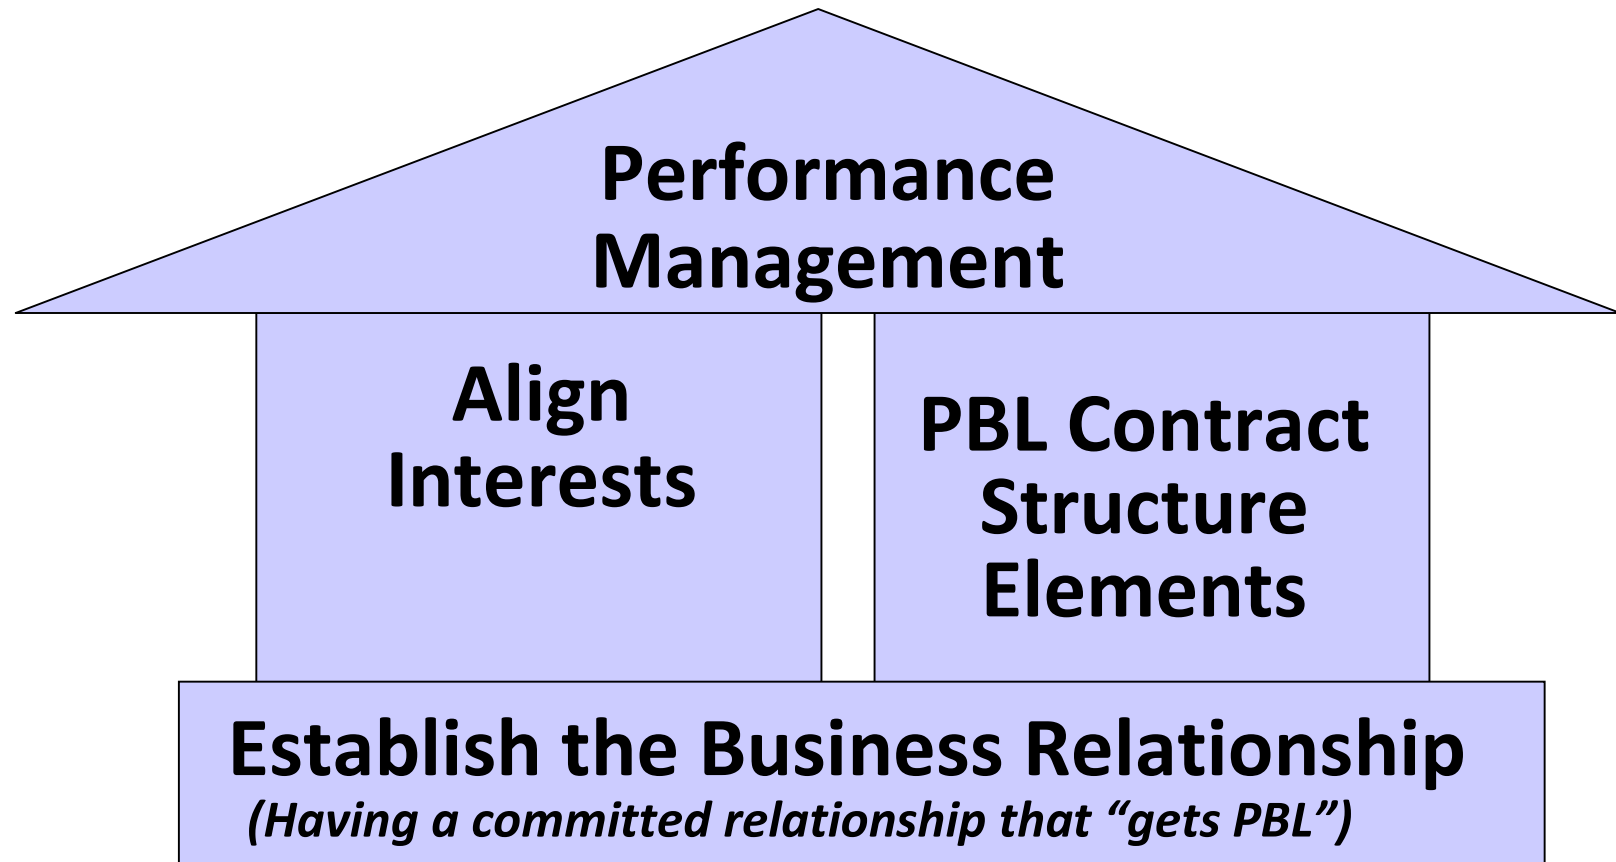 Performance
Management
Align
Interests
PBL Contract
Structure
Elements
Establish the Business Relationship
(Having a committed relationship that “gets PBL”)